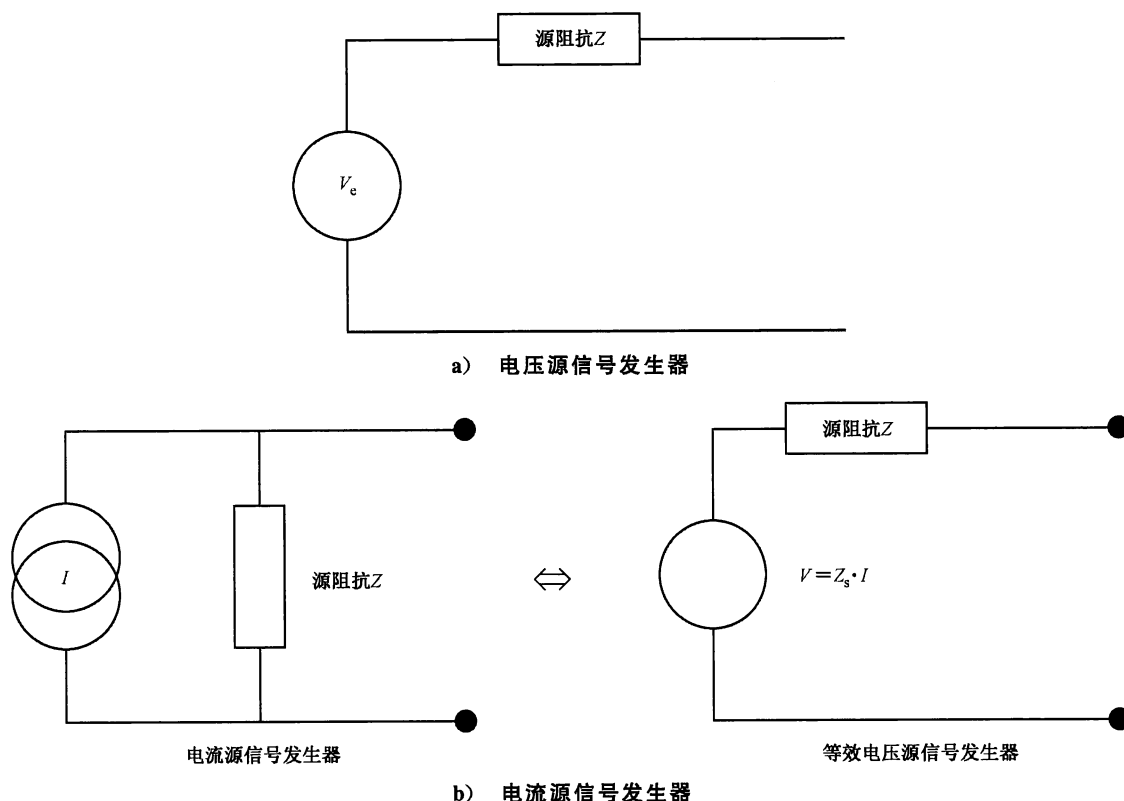 源阻抗Z
Ve
a） 电压源信号发生器
I
源阻抗Z
源阻抗Z
V＝Zs·I
电流源信号发生器
等效电压源信号发生器
b） 电流源信号发生器